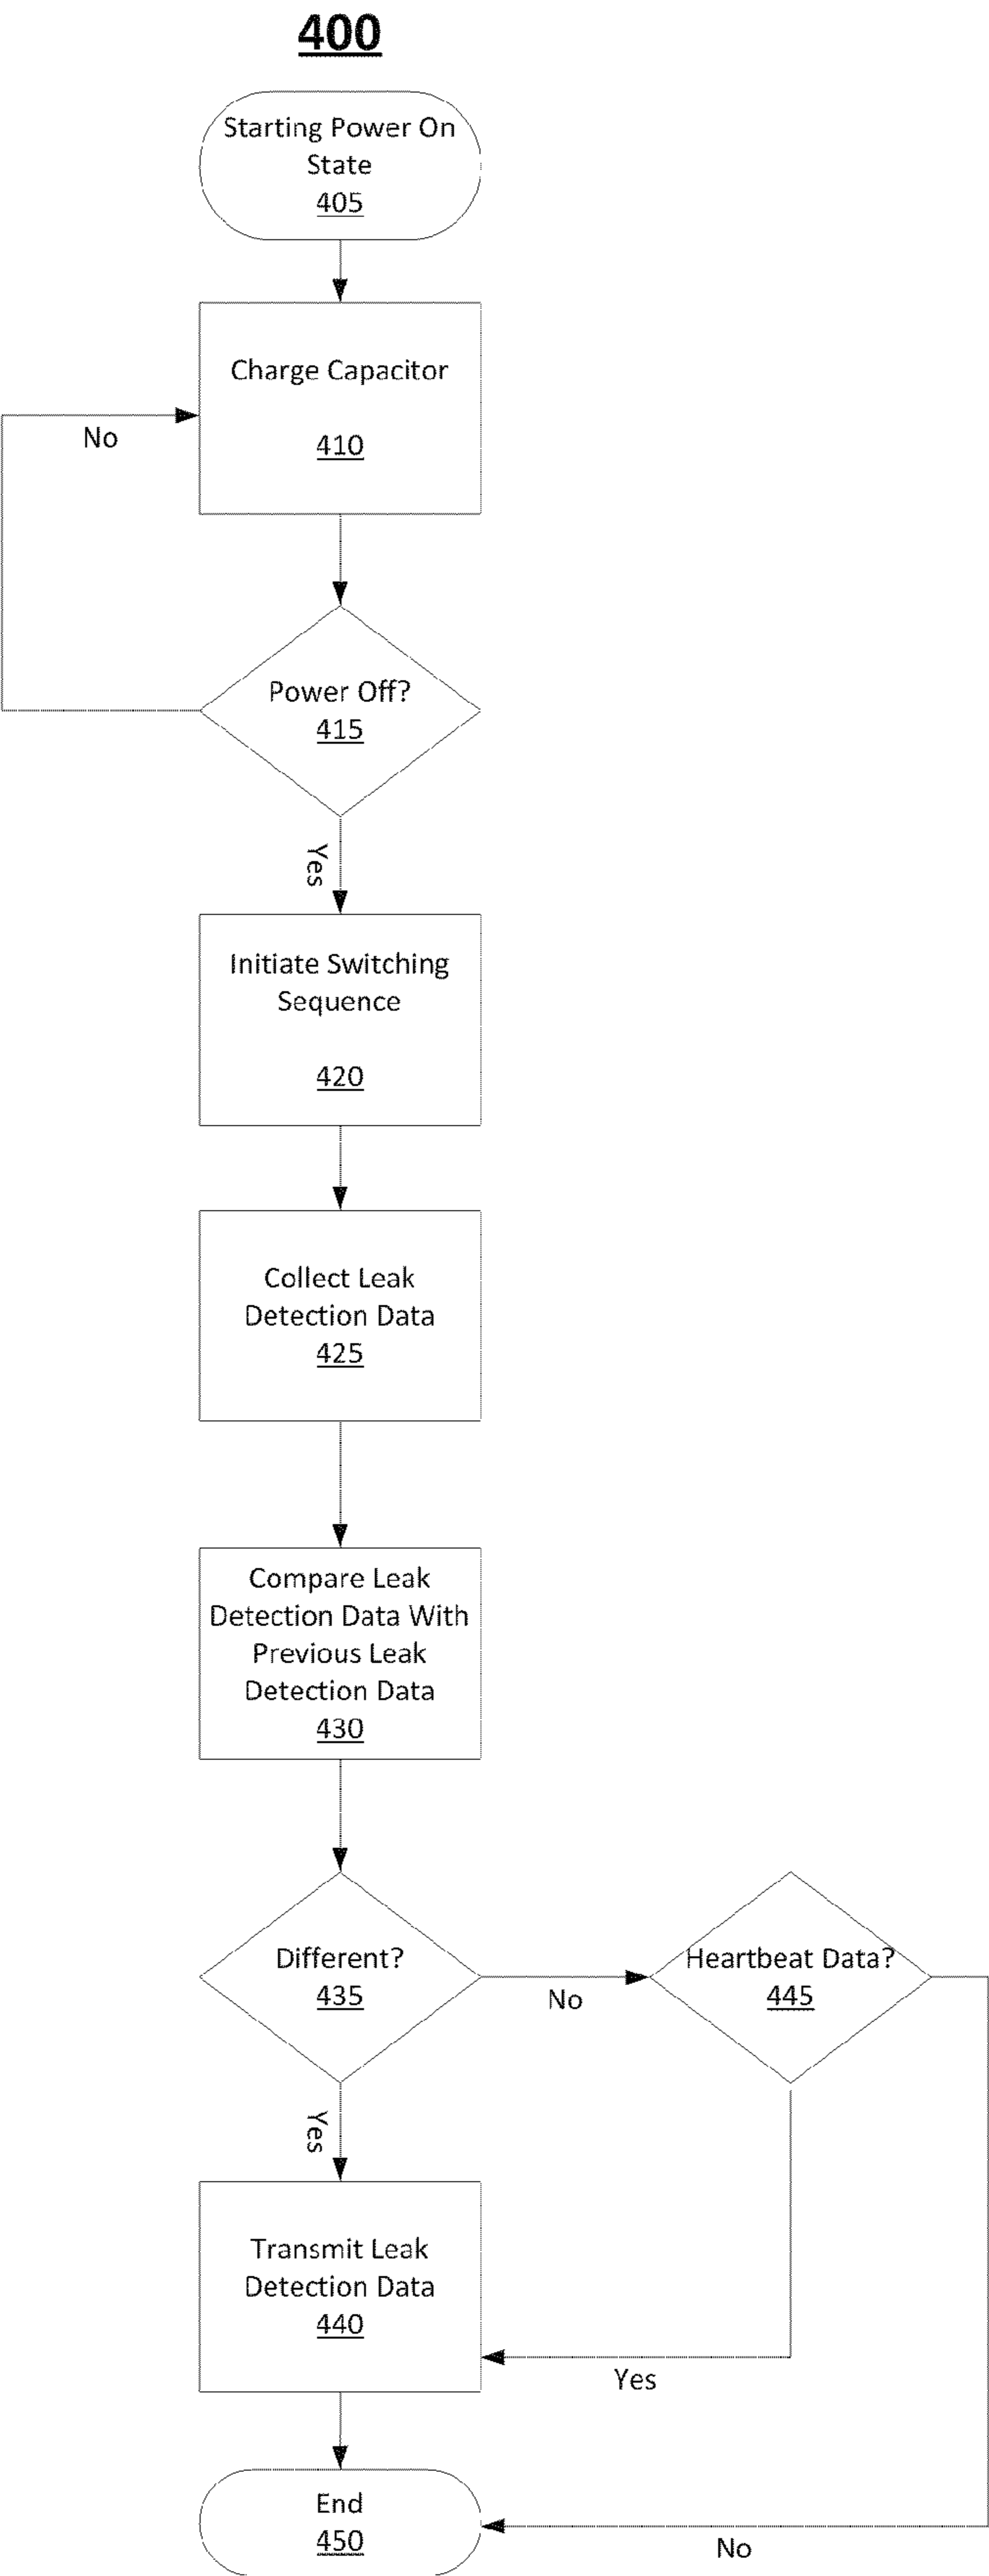 400
Starting Power On
State
405
Charge Capacitor
410
No
Power Off?
415
Yes
Initiate Switching
Sequence
420
Collect Leak
Detection Data
425
Compare Leak
Detection Data With
Previous Leak
Detection Data
430
Different?
435
No
Heartbeat Data?
445
Yes
Transmit Leak
Detection Data
440
Yes
End
450
No